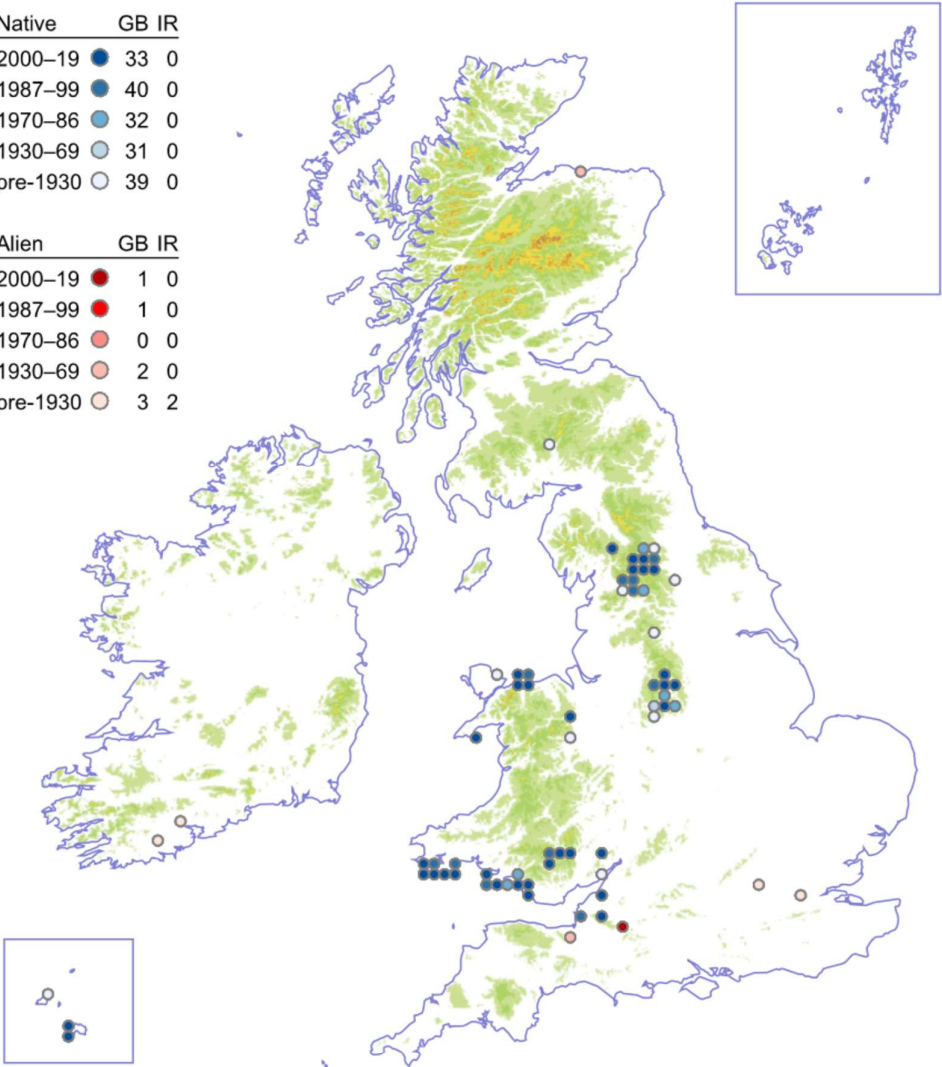 Native GB IR
2000–19 33 0
1987–99 40 0
1970–86 32 0
1930–69 31 0
pre-1930 39 0
Alien GB IR
2000–19 1 0
1987–99 1 0
1970–86 0 0
1930–69 2 0
pre-1930 3 2